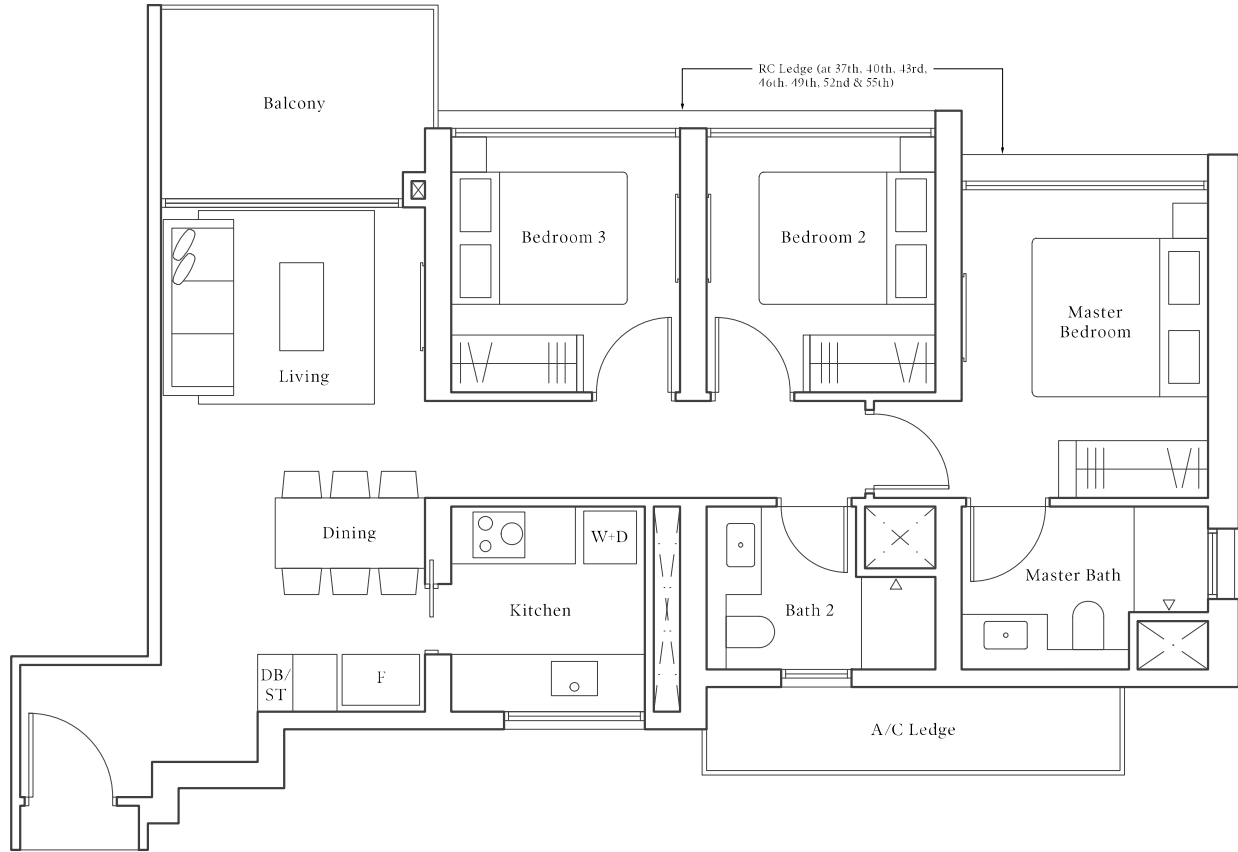 RC Ledge (at 37th, 40th, 43rd,
46th, 49th, 52nd & 55th)
Balcony
Bedroom 3
Bedroom 2
Master
Bedroom
Living
Dining
W+D
Kitchen
Bath 2
Master Bath
DB/
ST
F
A/C Ledge